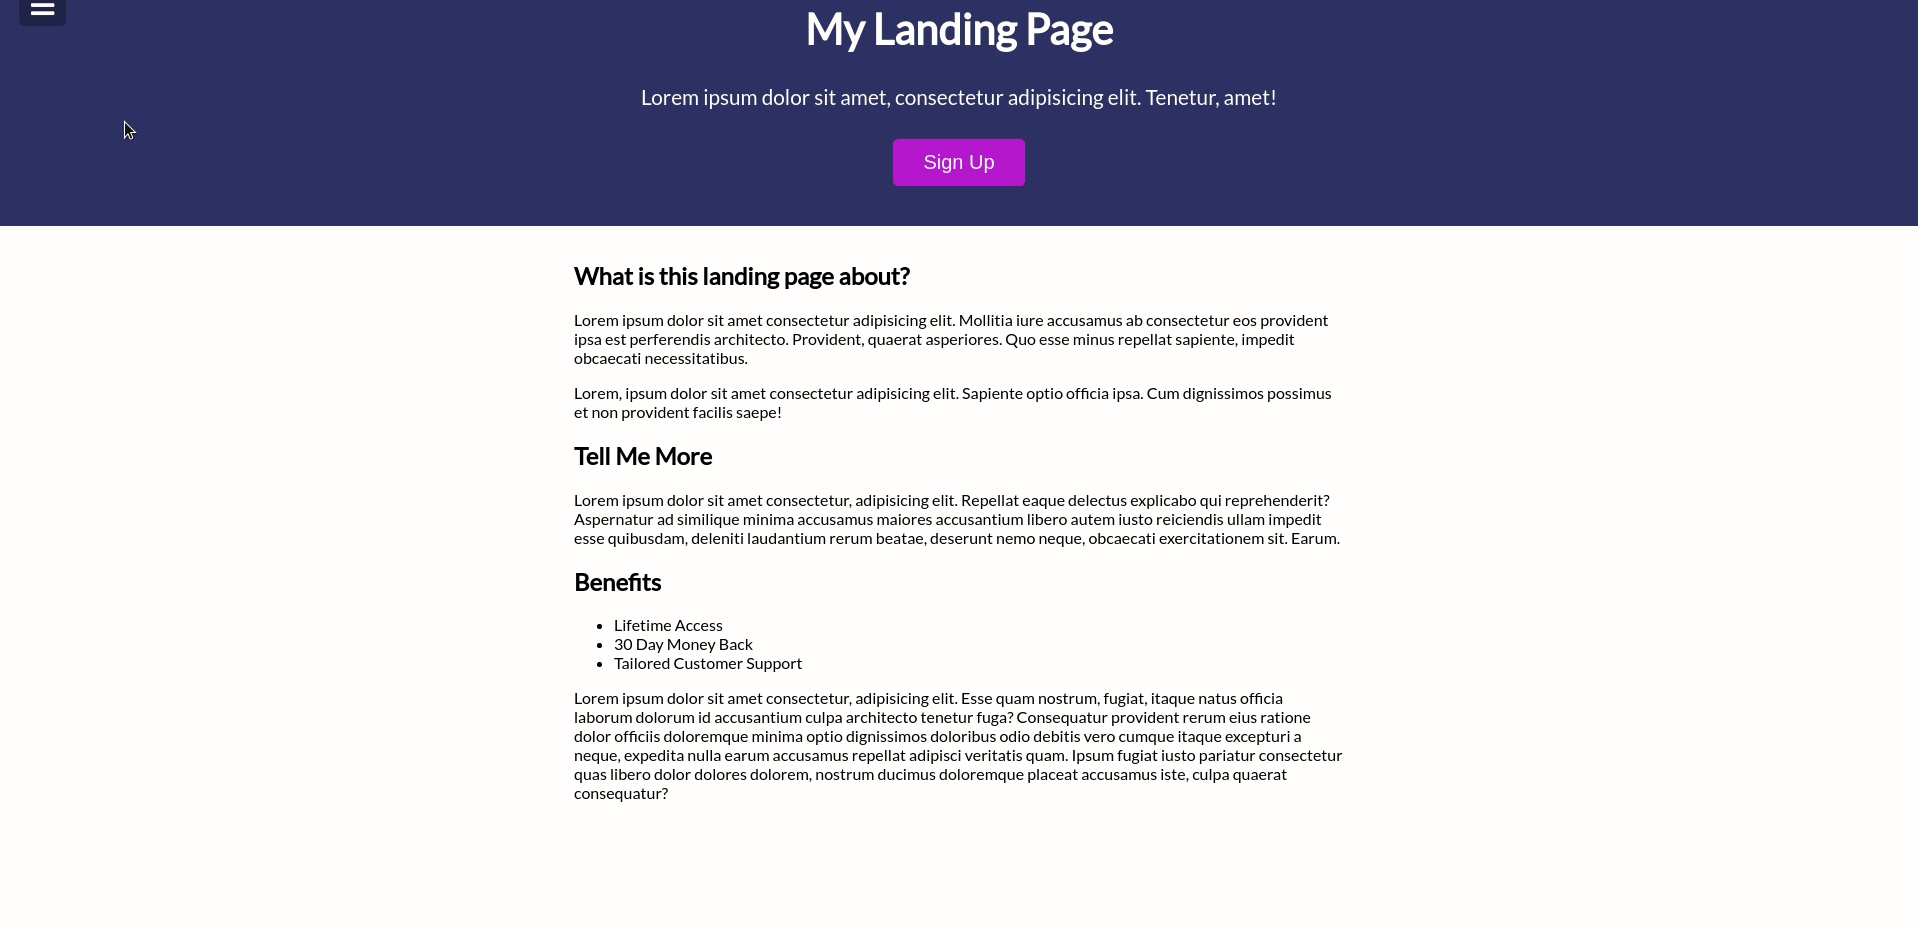 My Landing Page
Lorem ipsum dolor sit amet, consectetur adipisicing elit. Tenetur, amet!
Sign Up
What is this landing page about?
Lorem ipsum dolor sit amet consectetur adipisicing elit. Mollitia iure accusamus ab consectetur eos provident
ipsa est perferendis architecto. Provident, quaerat asperiores. Quo esse minus repellat sapiente, impedit
obcaecati necessitatibus.
Lorem, ipsum dolor sit amet consectetur adipisicing elit. Sapiente optio officia ipsa. Cum dignissimos possimus
et non provident facilis saepe!
Tell Me More
Lorem ipsum dolor sit amet consectetur, adipisicing elit. Repellat eaque delectus explicabo qui reprehenderit?
Aspernatur ad similique minima accusamus maiores accusantium libero autem iusto reiciendis ullam impedit
esse quibusdam, deleniti laudantium rerum beatae, deserunt nemo neque, obcaecati exercitationem sit. Earum.
Benefits
• Lifetime Access
• 30 Day Money Back
• Tailored Customer Support
Lorem ipsum dolor sit amet consectetur, adipisicing elit. Esse quam nostrum, fugiat, itaque natus officia
laborum dolorum id accusantium culpa architecto tenetur fuga? Consequatur provident rerum eius ratione
dolor officiis doloremque minima optio dignissimos doloribus odio debitis vero cumque itaque excepturi a
neque, expedita nulla earum accusamus repellat adipisci veritatis quam. Ipsum fugiat iusto pariatur consectetur
quas libero dolor dolores dolorem, nostrum ducimus doloremque placeat accusamus iste, culpa quaerat
consequatur?